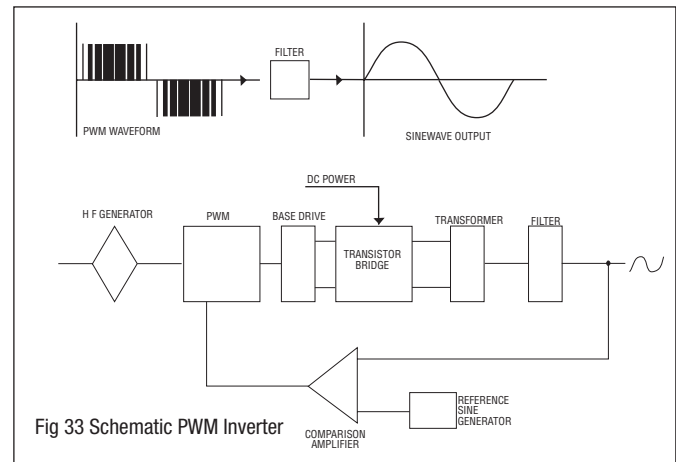 FILTER
PWM WAVEFORM
SINEWAVE OUTPUT
DC POWER
H F GENERATOR
PWM
BASE DRIVE
TRANSISTOR
BRIDGE
TRANSFORMER
FILTER
REFERENCE
SINE
GENERATOR
COMPARISON
AMPLIFIER
Fig 33 Schematic PWM Inverter